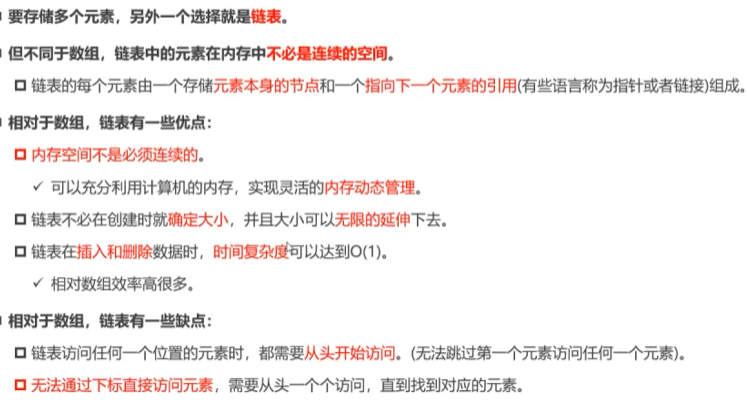 要存储多个元素，另外一个选择就是链表。
但不同于数组，链表中的元素在内存中不必是连续的空间。
链表的每个元素由一个存储元素本身的节点和一个指向下一个元素的引用(有些语言称为指针或者链接)组成。
相对于数组，链表有一些优点：
内存空间不是必须连续的。
✓ 可以充分利用计算机的内存，实现灵活的内存动态管理。
链表不必在创建时就确定大小，并且大小可以无限的延伸下去。
链表在插入和删除数据时，时间复杂度可以达到O(1)。
✓ 相对数组效率高很多。
相对于数组，链表有一些缺点：
链表访问任何一个位置的元素时，都需要从头开始访问。(无法跳过第一个元素访问任何一个元素)。
无法通过下标直接访问元素，需要从头一个个访问，直到找到对应的元素。